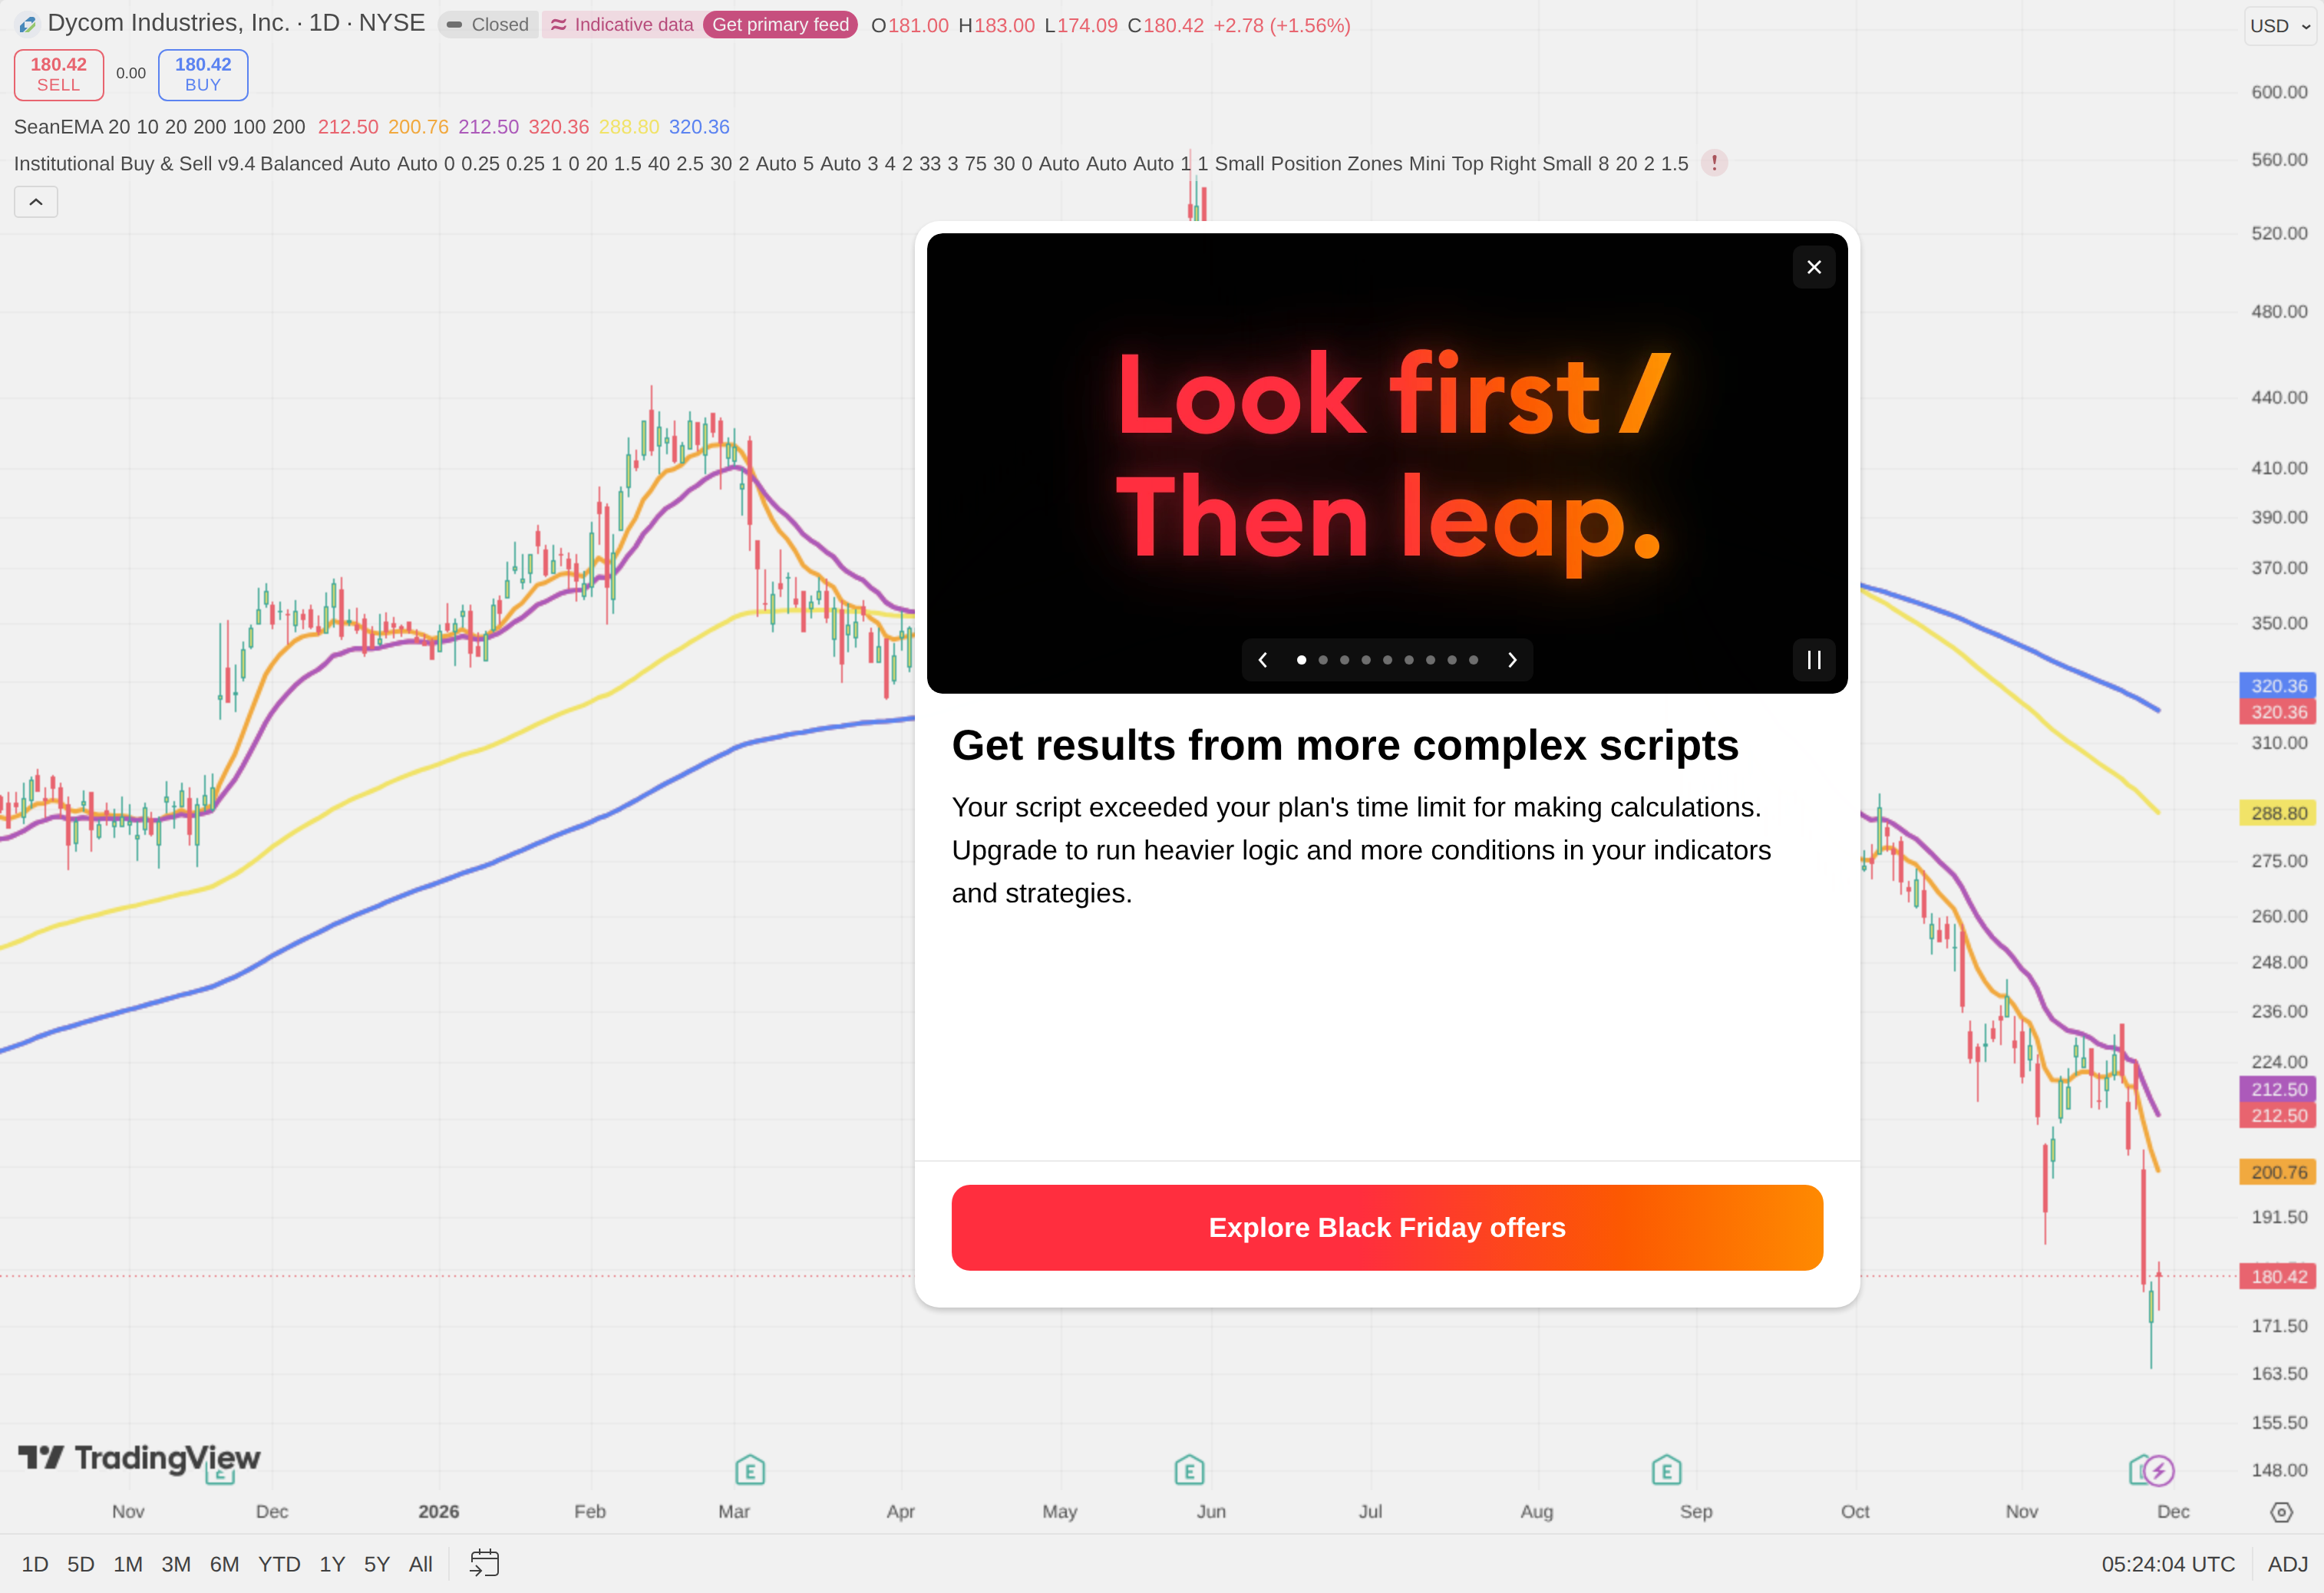 Dycom Industries, Inc. · 1D · NYSE Closed Indicative data Get primary feed O181.00 H183.00 L174.09 C180.42 +2.78 (+1.56%)
USD
180.42 SELL
0.00
180.42 BUY
SeanEMA 20 10 20 200 100 200 212.50 200.76 212.50 320.36 288.80 320.36
Institutional Buy & Sell v9.4 Balanced Auto Auto 0 0.25 0.25 1 0 20 1.5 40 2.5 30 2 Auto 5 Auto 3 4 2 33 3 75 30 0 Auto Auto Auto 1 1 Small Position Zones Mini Top Right Small 8 20 2 1.5 !
Look first /
Then leap.
Get results from more complex scripts
Your script exceeded your plan's time limit for making calculations.
Upgrade to run heavier logic and more conditions in your indicators
and strategies.
Explore Black Friday offers
600.00
560.00
520.00
480.00
440.00
410.00
390.00
370.00
350.00
320.36
320.36
310.00
288.80
275.00
260.00
248.00
236.00
224.00
212.50
212.50
200.76
191.50
180.42
171.50
163.50
155.50
148.00
TradingView
E E E E
Nov Dec 2026 Feb Mar Apr May Jun Jul Aug Sep Oct Nov Dec
1D 5D 1M 3M 6M YTD 1Y 5Y All
05:24:04 UTC ADJ